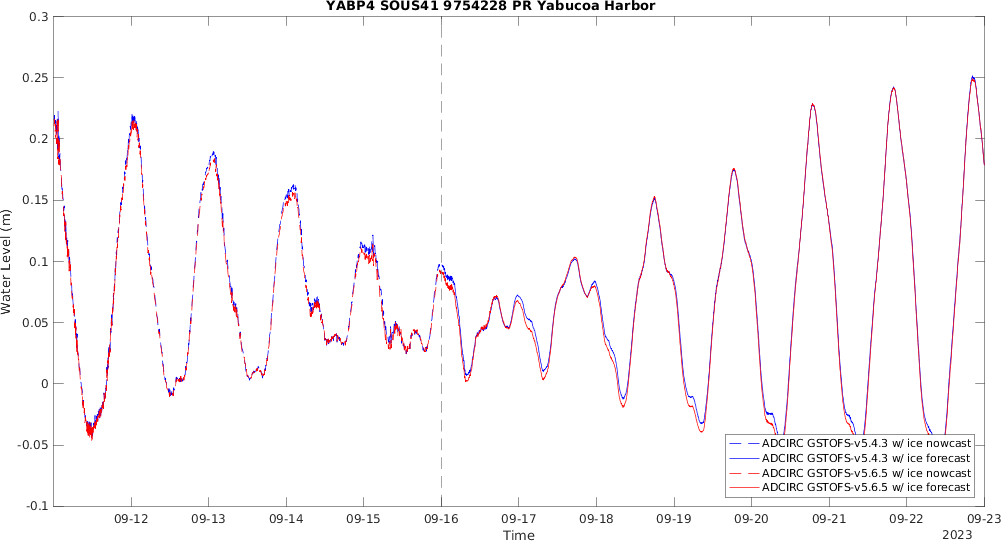 YABP4 SOUS41 9754228 PR Yabucoa Harbor
0.3
0.25
0.2
0.15
0.1
0.05
0
-0.05
-0.1
Water Level (m)
09-12 09-13 09-14 09-15 09-16 09-17 09-18 09-19 09-20 09-21 09-22 09-23
Time
2023
ADCIRC GSTOFS-v5.4.3 w/ ice nowcast
ADCIRC GSTOFS-v5.4.3 w/ ice forecast
ADCIRC GSTOFS-v5.6.5 w/ ice nowcast
ADCIRC GSTOFS-v5.6.5 w/ ice forecast